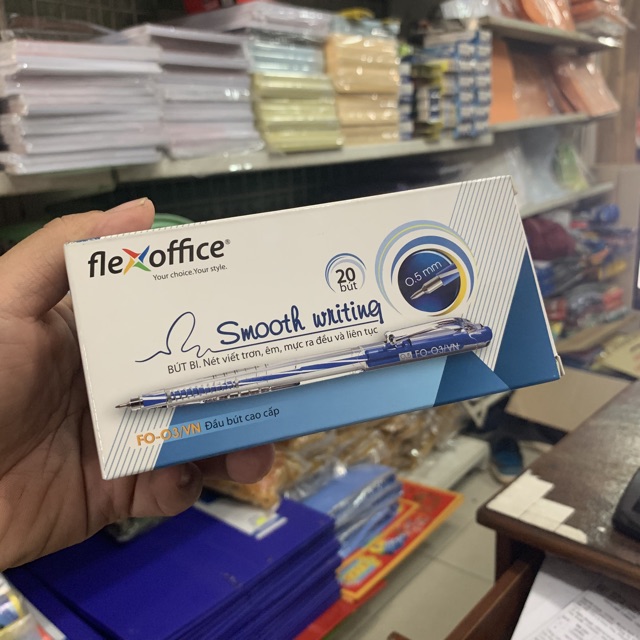 flexoffice®
Your choice.Your style.
20
bút
0.5 mm
Smooth writing
BÚT BI. Nét viết trơn, êm, mực ra đều và liên tục
FO-03/VN
FO-03/VN Đầu bút cao cấp